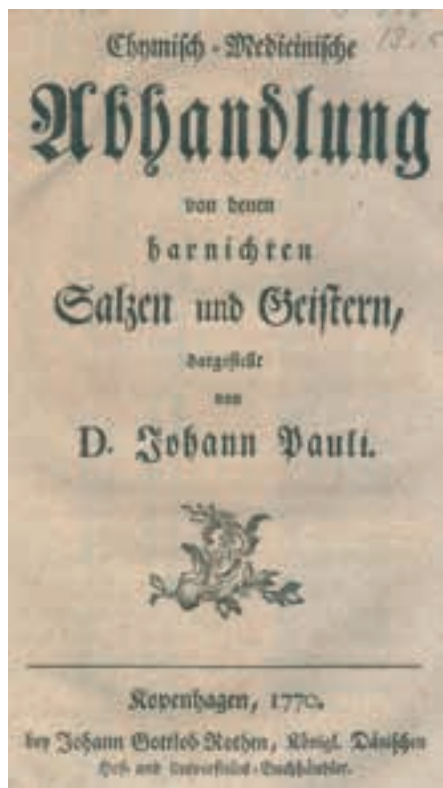 Chymisch-Medicinische
Abhandlung
von denen
harnichten
Salzen und Geistern,
dargestellt
von
D. Johann Pauli.
Kopenhagen, 1770.
bey Johann Gottlob Rothen, Königl. Dänischen
Hof- und Universitäts-Buchhändler.